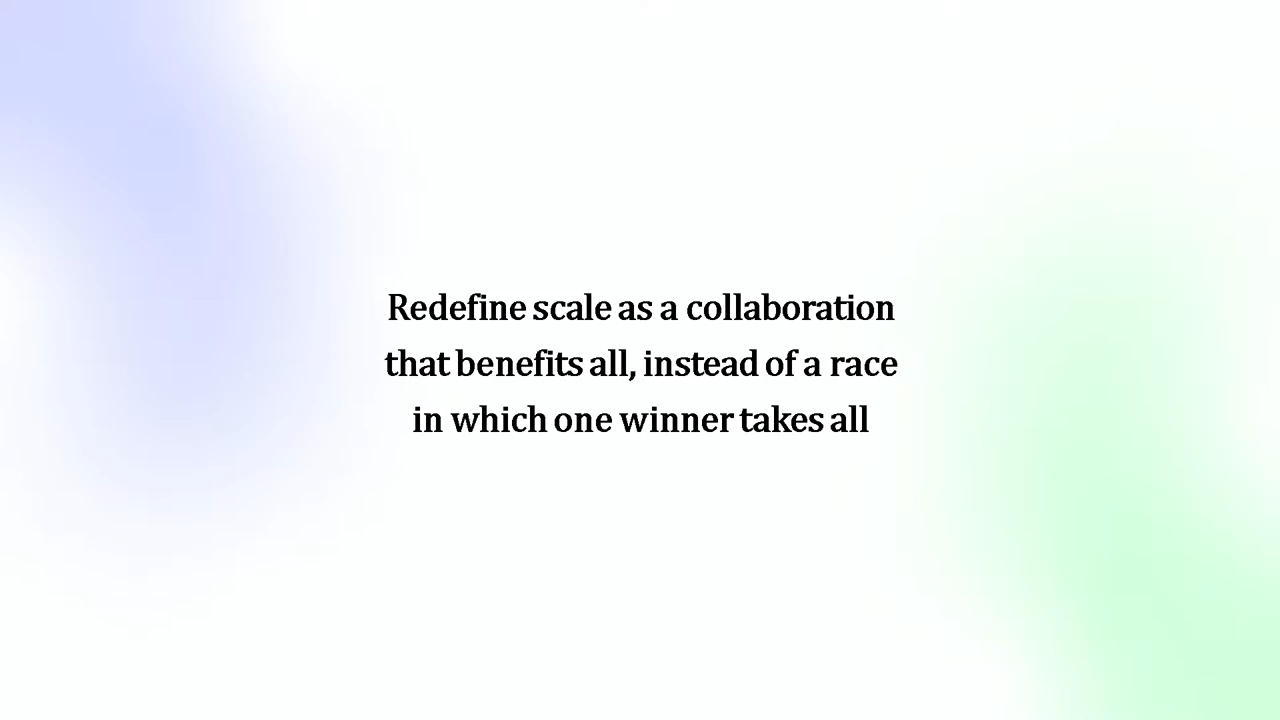 Redefine scale as a collaboration
that benefits all, instead of a race
in which one winner takes all